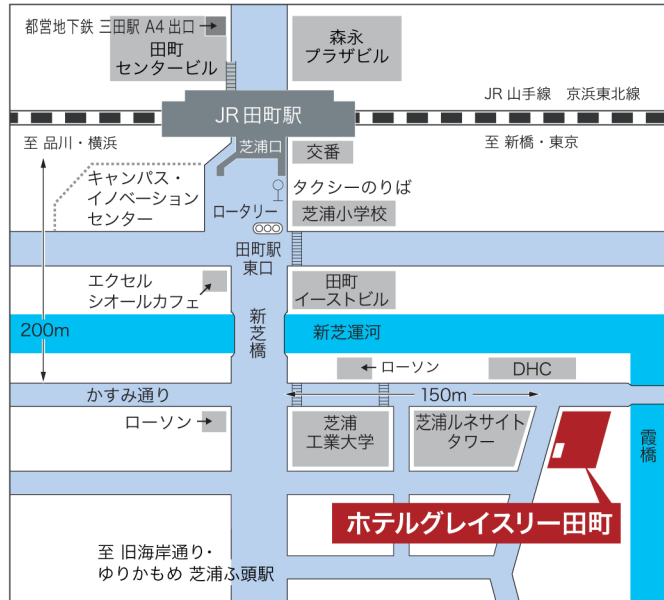 都営地下鉄 三田駅 A4出口
田町
センタービル
森永
プラザビル
JR 山手線　京浜東北線
JR田町駅
至 品川・横浜
芝浦口
交番
至 新橋・東京
キャンパス・
イノベーション
センター
タクシーのりば
ロータリー
芝浦小学校
田町駅
東口
エクセル
シオールカフェ
田町
イーストビル
200m
新芝橋
新芝運河
ローソン
DHC
かすみ通り
150m
ローソン
芝浦
工業大学
芝浦ルネサイト
タワー
霞橋
ホテルグレイスリー田町
至 旧海岸通り・
ゆりかもめ 芝浦ふ頭駅